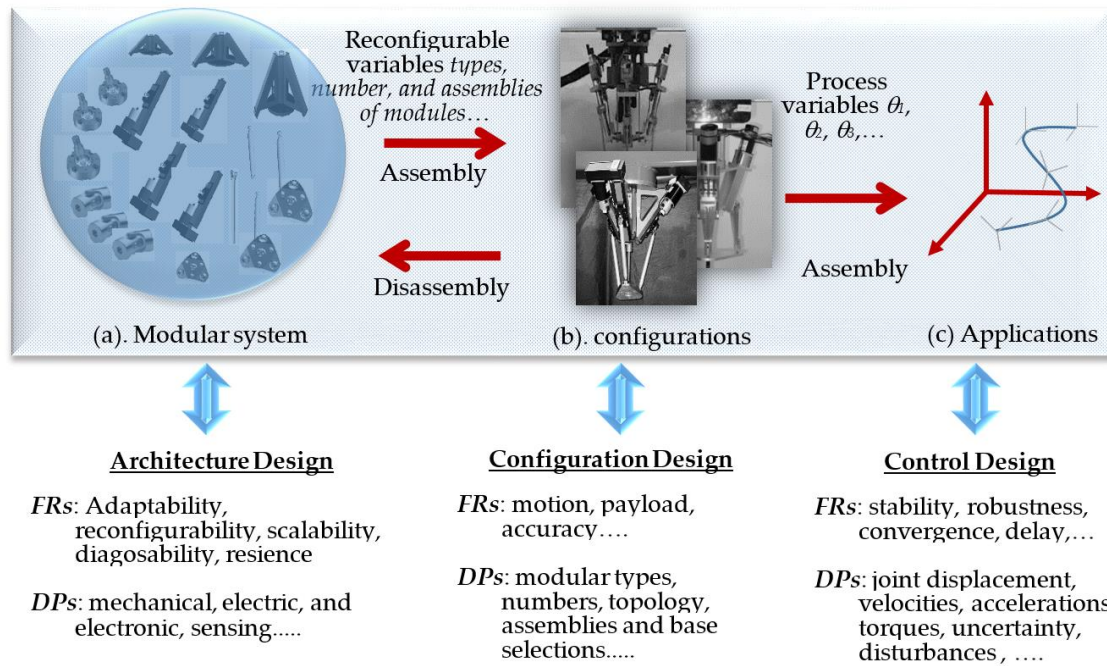 Reconfigurable
variables types,
number, and assemblies
of modules…
Assembly
Disassembly
Process
variables θ1,
θ2, θ3,…
Assembly
(a). Modular system
(b). configurations
(c) Applications
Architecture Design
FRs: Adaptability,
reconfigurability, scalability,
diagosability, resience
DPs: mechanical, electric, and
electronic, sensing.....
Configuration Design
FRs: motion, payload,
accuracy….
DPs: modular types,
numbers, topology,
assemblies and base
selections.....
Control Design
FRs: stability, robustness,
convergence, delay,…
DPs: joint displacement,
velocities, accelerations
torques, uncertainty,
disturbances , ….